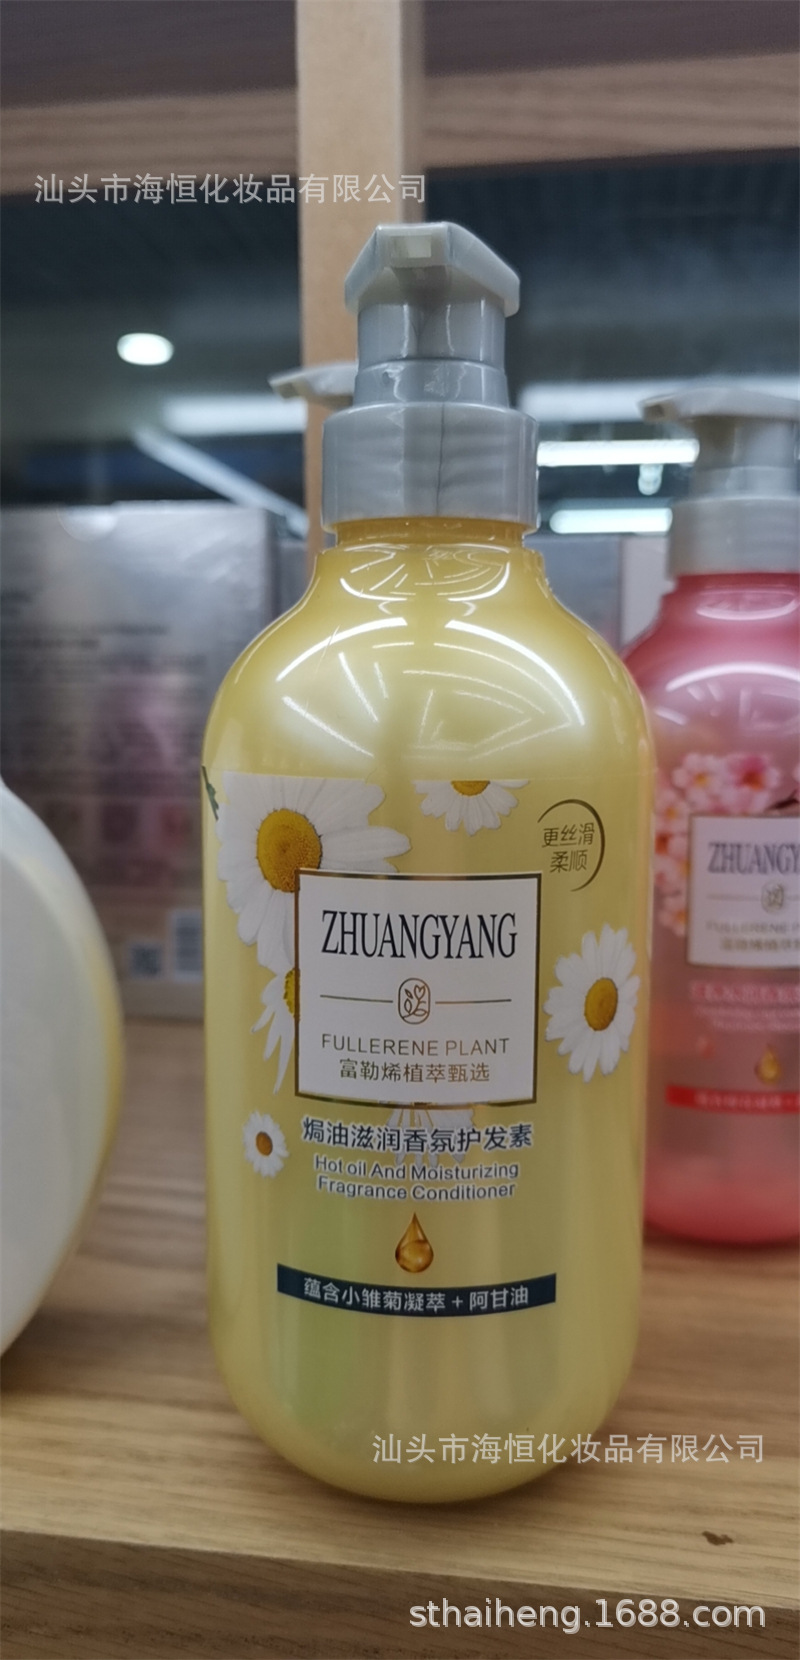 汕头市海恒化妆品有限公司
更丝滑
柔顺
ZHUANGYANG
FULLERENE PLANT
富勒烯植萃甄选
焗油滋润香氛护发素
Hot oil And Moisturizing
Fragrance Conditioner
蕴含小雏菊凝萃 + 阿甘油
ZHUANGYA
FULLERENE P
汕头市海恒化妆品有限公司
sthaiheng.1688.com